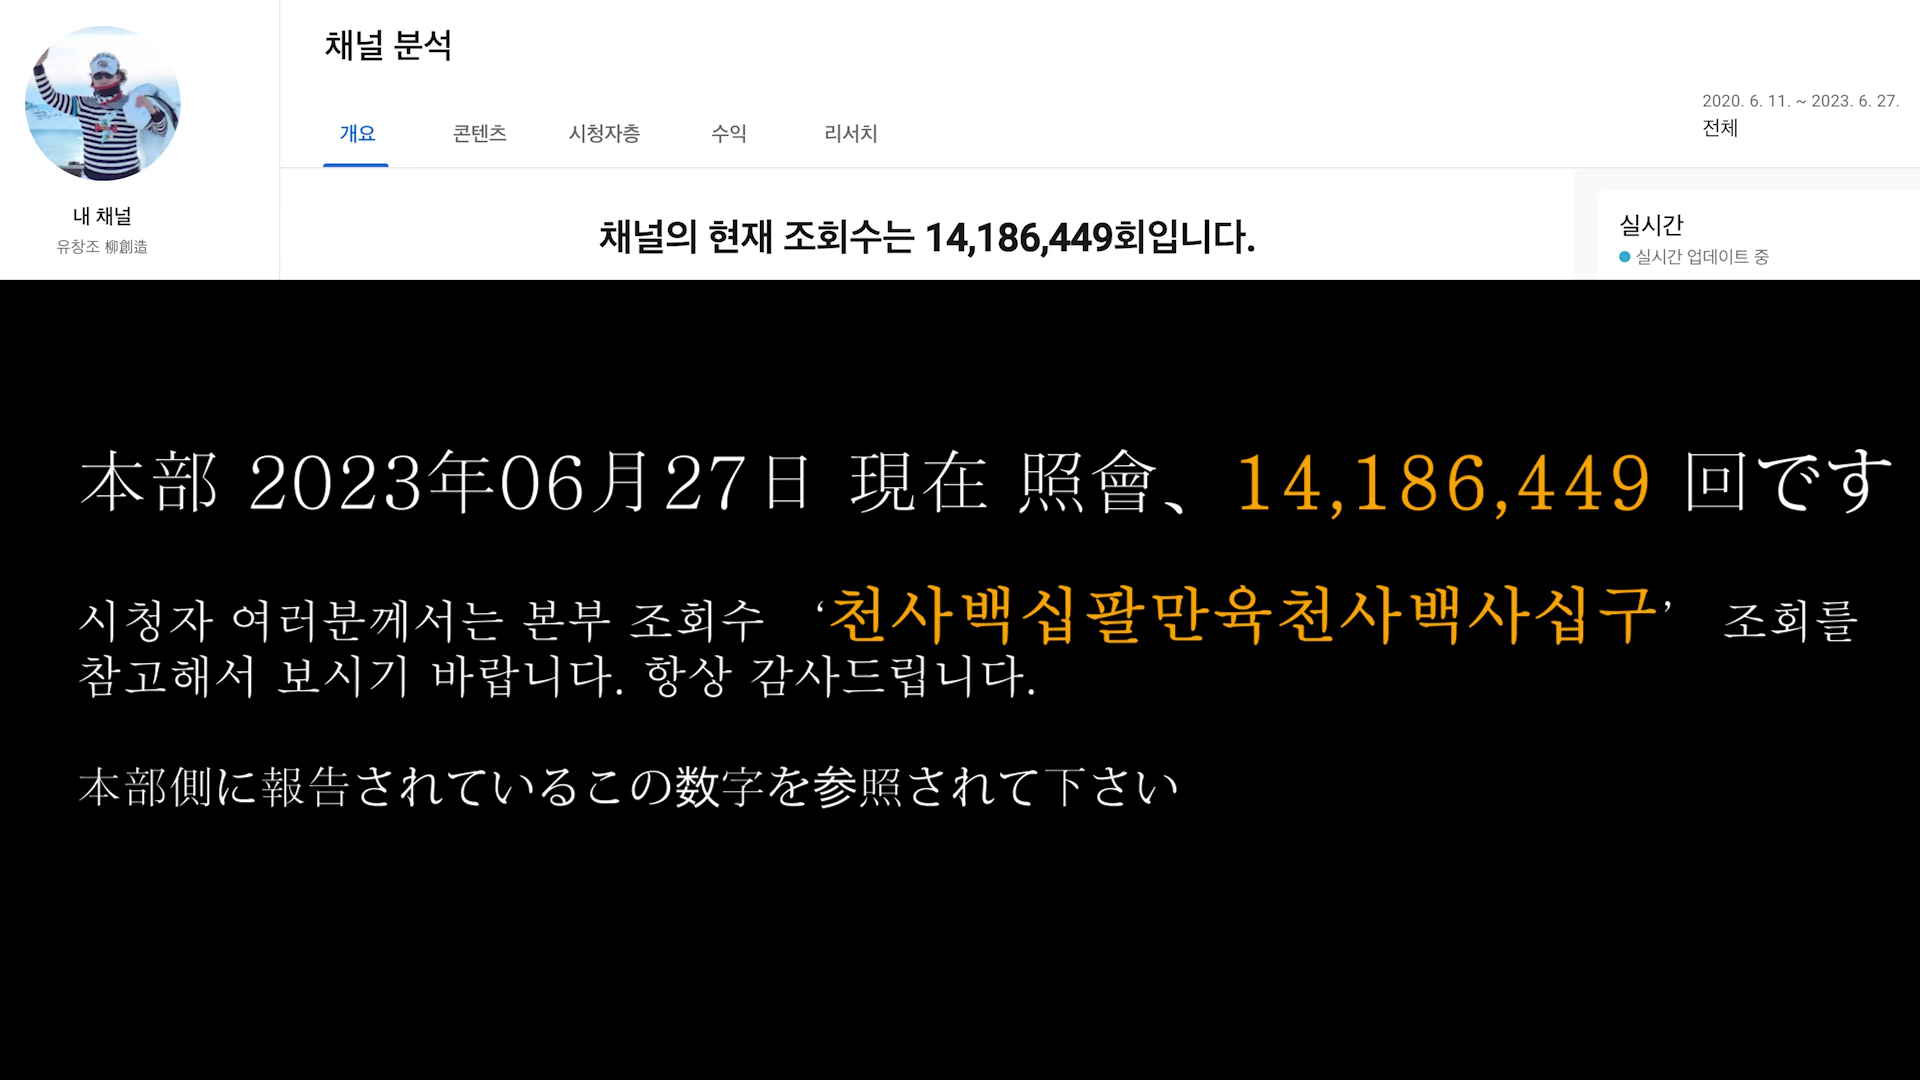 채널 분석
2020. 6. 11. ~ 2023. 6. 27.
전체
개요 콘텐츠 시청자층 수익 리서치
내 채널
유창조 柳創造
채널의 현재 조회수는 14,186,449회입니다.
실시간
실시간 업데이트 중
本部 2023年06月27日 現在 照會、14,186,449 回です
시청자 여러분께서는 본부 조회수 ‘천사백십팔만육천사백사십구’ 조회를
참고해서 보시기 바랍니다. 항상 감사드립니다.
本部側に報告されているこの数字を参照されて下さい